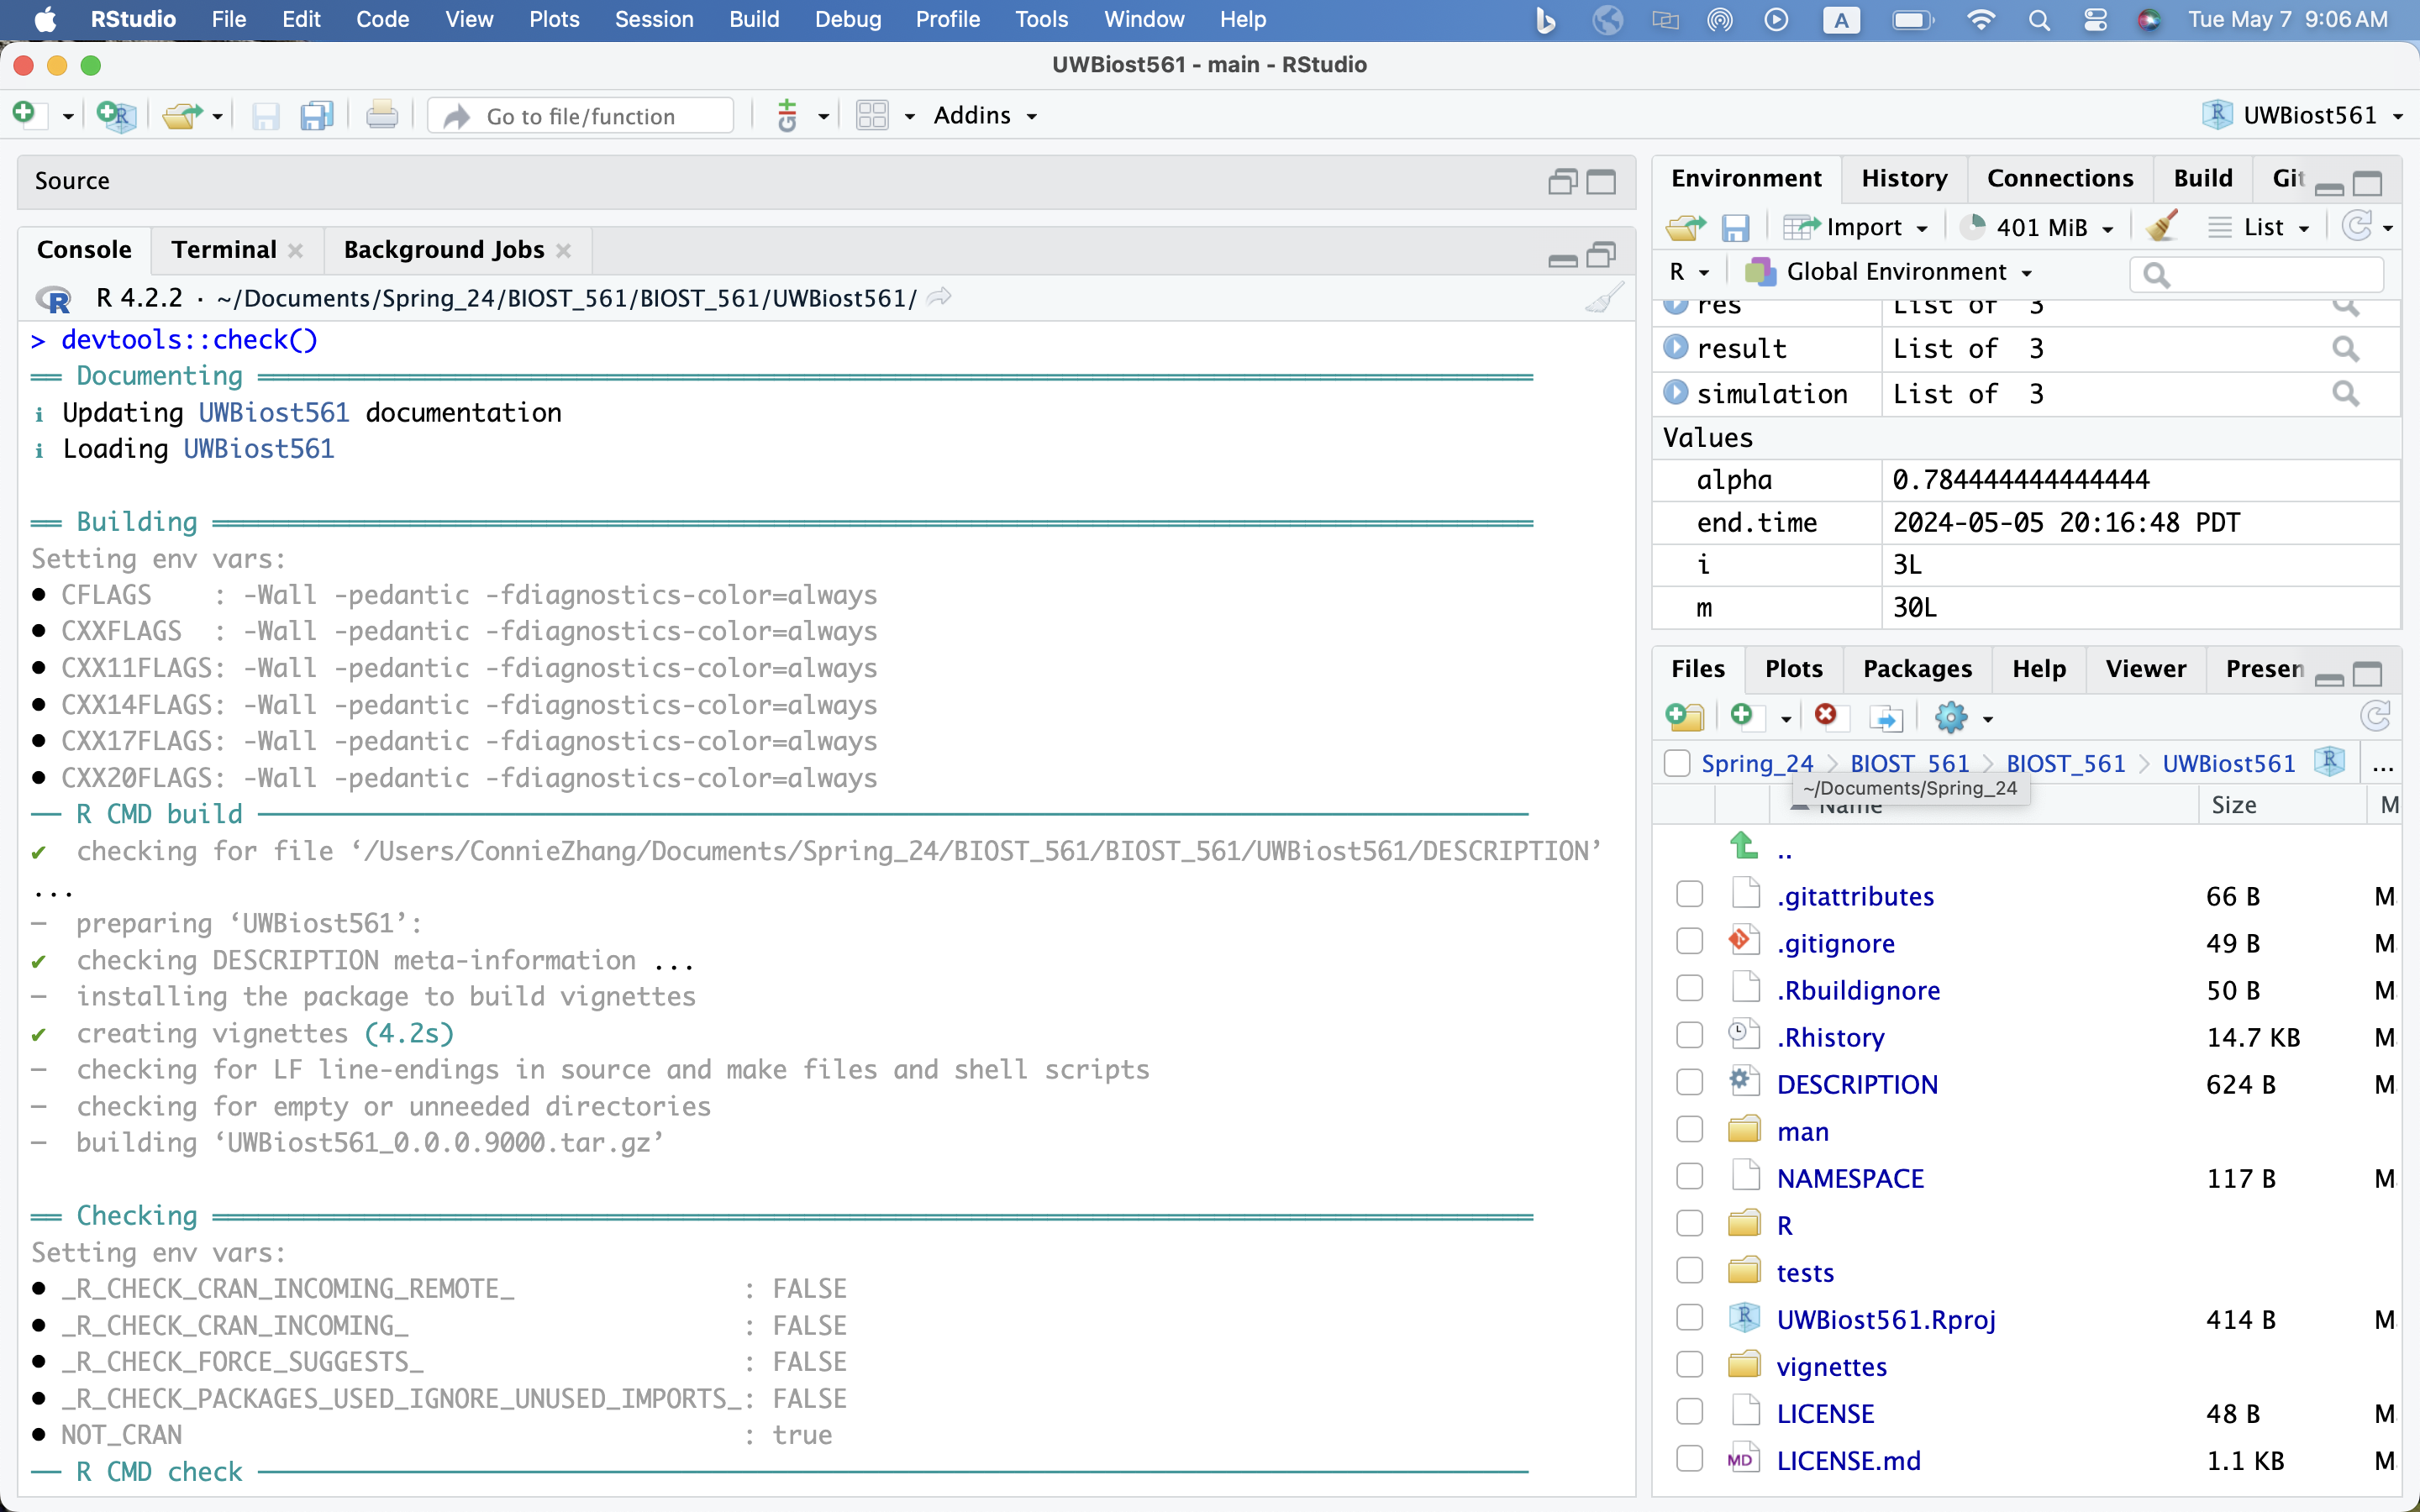 RStudio File Edit Code View Plots Session Build Debug Profile Tools Window Help A Tue May 7 9:06 AM
UWBiost561 - main - RStudio
Go to file/function Addins UWBiost561
Source
Console Terminal Background Jobs
R 4.2.2 · ~/Documents/Spring_24/BIOST_561/BIOST_561/UWBiost561/
> devtools::check()
══ Documenting ══
i Updating UWBiost561 documentation
i Loading UWBiost561
══ Building ══
Setting env vars:
● CFLAGS : -Wall -pedantic -fdiagnostics-color=always
● CXXFLAGS : -Wall -pedantic -fdiagnostics-color=always
● CXX11FLAGS: -Wall -pedantic -fdiagnostics-color=always
● CXX14FLAGS: -Wall -pedantic -fdiagnostics-color=always
● CXX17FLAGS: -Wall -pedantic -fdiagnostics-color=always
● CXX20FLAGS: -Wall -pedantic -fdiagnostics-color=always
── R CMD build ──
✔ checking for file ‘/Users/ConnieZhang/Documents/Spring_24/BIOST_561/BIOST_561/UWBiost561/DESCRIPTION’
...
─ preparing ‘UWBiost561’:
✔ checking DESCRIPTION meta-information ...
─ installing the package to build vignettes
✔ creating vignettes (4.2s)
─ checking for LF line-endings in source and make files and shell scripts
─ checking for empty or unneeded directories
─ building ‘UWBiost561_0.0.0.9000.tar.gz’
══ Checking ══
Setting env vars:
● _R_CHECK_CRAN_INCOMING_REMOTE_ : FALSE
● _R_CHECK_CRAN_INCOMING_ : FALSE
● _R_CHECK_FORCE_SUGGESTS_ : FALSE
● _R_CHECK_PACKAGES_USED_IGNORE_UNUSED_IMPORTS_: FALSE
● NOT_CRAN : true
── R CMD check ──
Environment History Connections Build Git
Import 401 MiB List
R Global Environment
res List of 3
result List of 3
simulation List of 3
Values
alpha 0.784444444444444
end.time 2024-05-05 20:16:48 PDT
i 3L
m 30L
Files Plots Packages Help Viewer Presen
Spring_24 BIOST_561 BIOST_561 UWBiost561 ...
~/Documents/Spring_24
Name Size M
..
.gitattributes 66 B M
.gitignore 49 B M
.Rbuildignore 50 B M
.Rhistory 14.7 KB M
DESCRIPTION 624 B M
man
NAMESPACE 117 B M
R
tests
UWBiost561.Rproj 414 B M
vignettes
LICENSE 48 B M
MD LICENSE.md 1.1 KB M